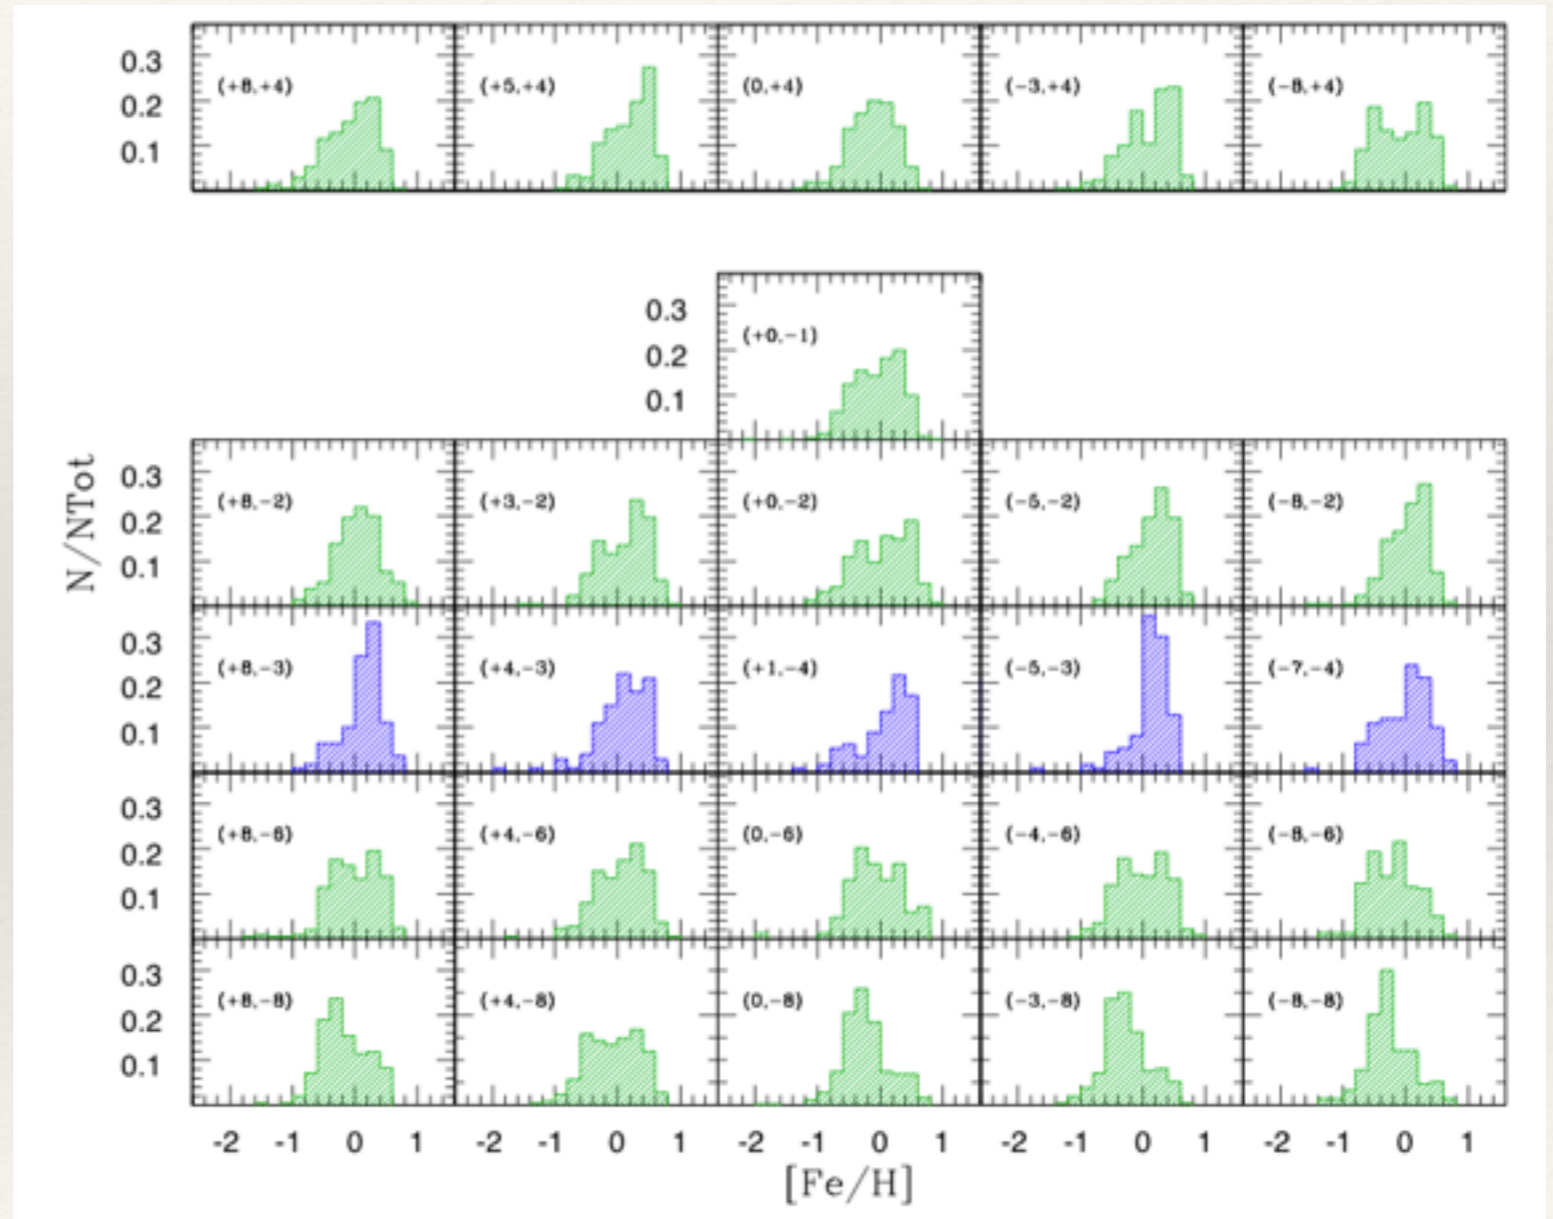 0.3
0.2
0.1
(+8,+4) (+5,+4) (0,+4) (−3,+4) (−8,+4)
0.3
0.2
0.1
(+0,−1)
N/NTot
0.3
0.2
0.1
(+8,−2) (+3,−2) (+0,−2) (−5,−2) (−8,−2)
0.3
0.2
0.1
(+8,−3) (+4,−3) (+1,−4) (−5,−3) (−7,−4)
0.3
0.2
0.1
(+8,−6) (+4,−6) (0,−6) (−4,−6) (−8,−6)
0.3
0.2
0.1
(+8,−8) (+4,−8) (0,−8) (−3,−8) (−8,−8)
-2 -1 0 1 -2 -1 0 1 -2 -1 0 1 -2 -1 0 1 -2 -1 0 1
[Fe/H]